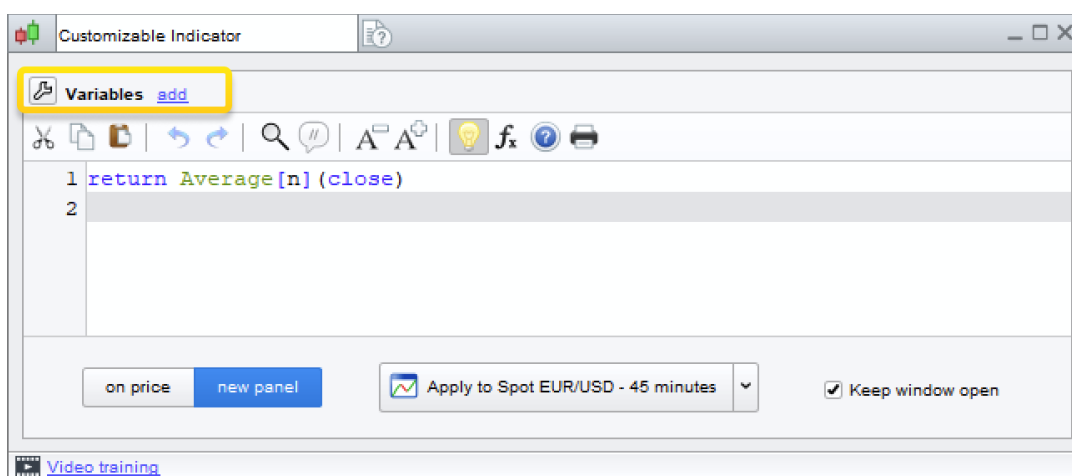 Customizable Indicator
Variables add
1 return Average[n](close)
2
on price new panel Apply to Spot EUR/USD - 45 minutes Keep window open
Video training